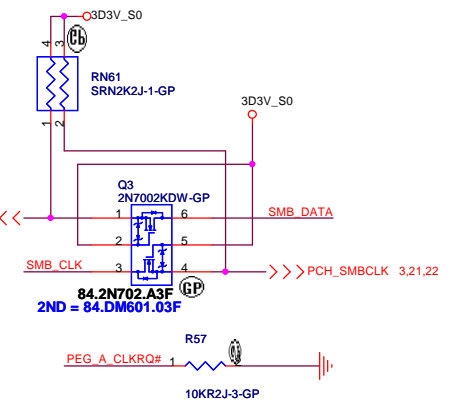 3D3V_S0
4 3
RN61
SRN2K2J-1-GP
1 2
3D3V_S0
Q3
2N7002KDW-GP
1 6 SMB_DATA
2 5
SMB_CLK 3 4 PCH_SMBCLK 3,21,22
84.2N702.A3F GP
2ND = 84.DM601.03F
R57
PEG_A_CLKRQ# 1
10KR2J-3-GP